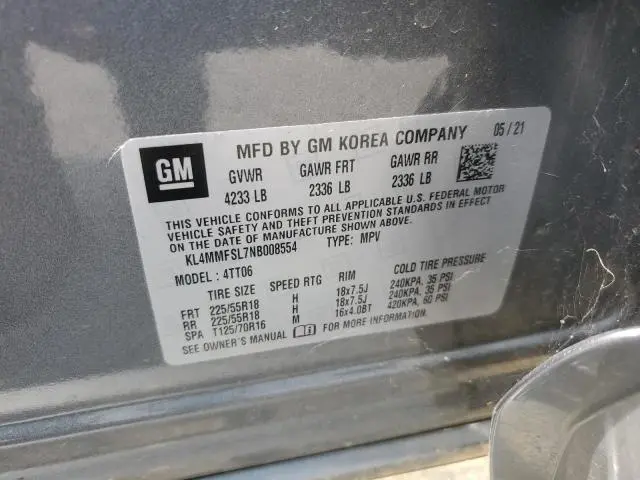 MFD BY GM KOREA COMPANY 05 / 21
GM
GVWR GAWR FRT GAWR RR
4233 LB 2336 LB 2336 LB
THIS VEHICLE CONFORMS TO ALL APPLICABLE U.S. FEDERAL MOTOR
VEHICLE SAFETY AND THEFT PREVENTION STANDARDS IN EFFECT
ON THE DATE OF MANUFACTURE SHOWN ABOVE.
KL4MMFSL7NB008554 TYPE: MPV
MODEL : 4TT06
TIRE SIZE SPEED RTG RIM COLD TIRE PRESSURE
FRT 225/55R18 H 18x7.5J 240KPA, 35 PSI
RR 225/55R18 H 18x7.5J 240KPA, 35 PSI
SPA T125/70R16 M 16x4.0BT 420KPA, 60 PSI
SEE OWNER'S MANUAL FOR MORE INFORMATION.